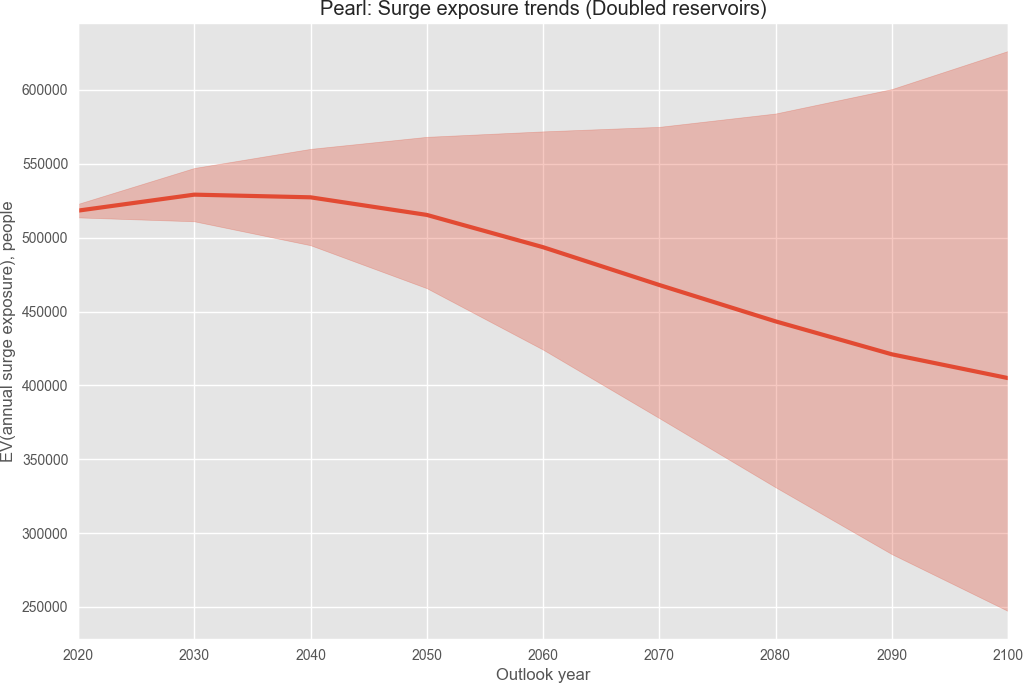 Pearl: Surge exposure trends (Doubled reservoirs)
EV(annual surge exposure), people
600000
550000
500000
450000
400000
350000
300000
250000
2020 2030 2040 2050 2060 2070 2080 2090 2100
Outlook year